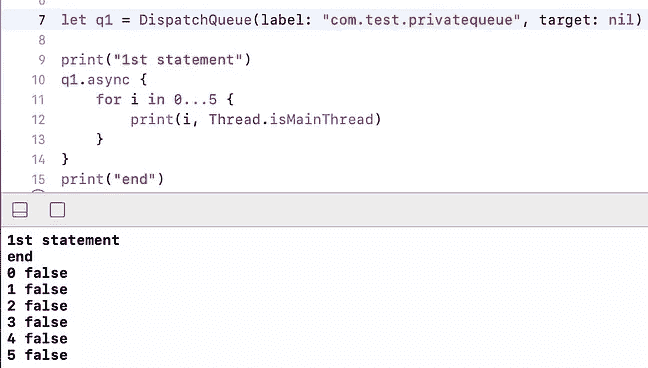 7 let q1 = DispatchQueue(label: "com.test.privatequeue", target: nil)
8
9 print("1st statement")
10 q1.async {
11     for i in 0...5 {
12         print(i, Thread.isMainThread)
13     }
14 }
15 print("end")
1st statement
end
0 false
1 false
2 false
3 false
4 false
5 false